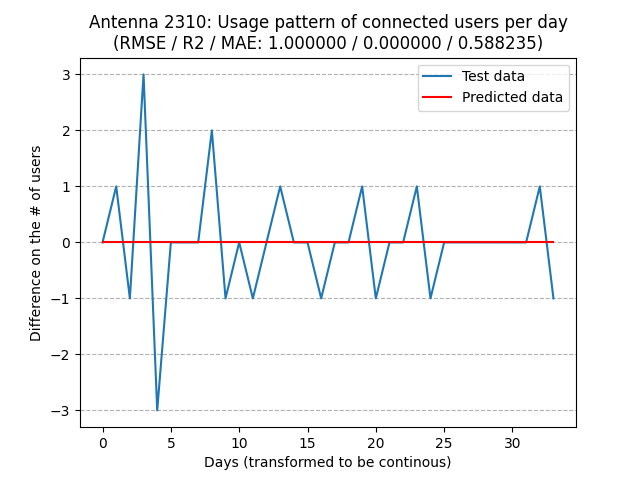 Antenna 2310: Usage pattern of connected users per day
(RMSE / R2 / MAE: 1.000000 / 0.000000 / 0.588235)
Test data
Predicted data
Difference on the # of users
3
2
1
0
−1
−2
−3
0 5 10 15 20 25 30
Days (transformed to be continous)